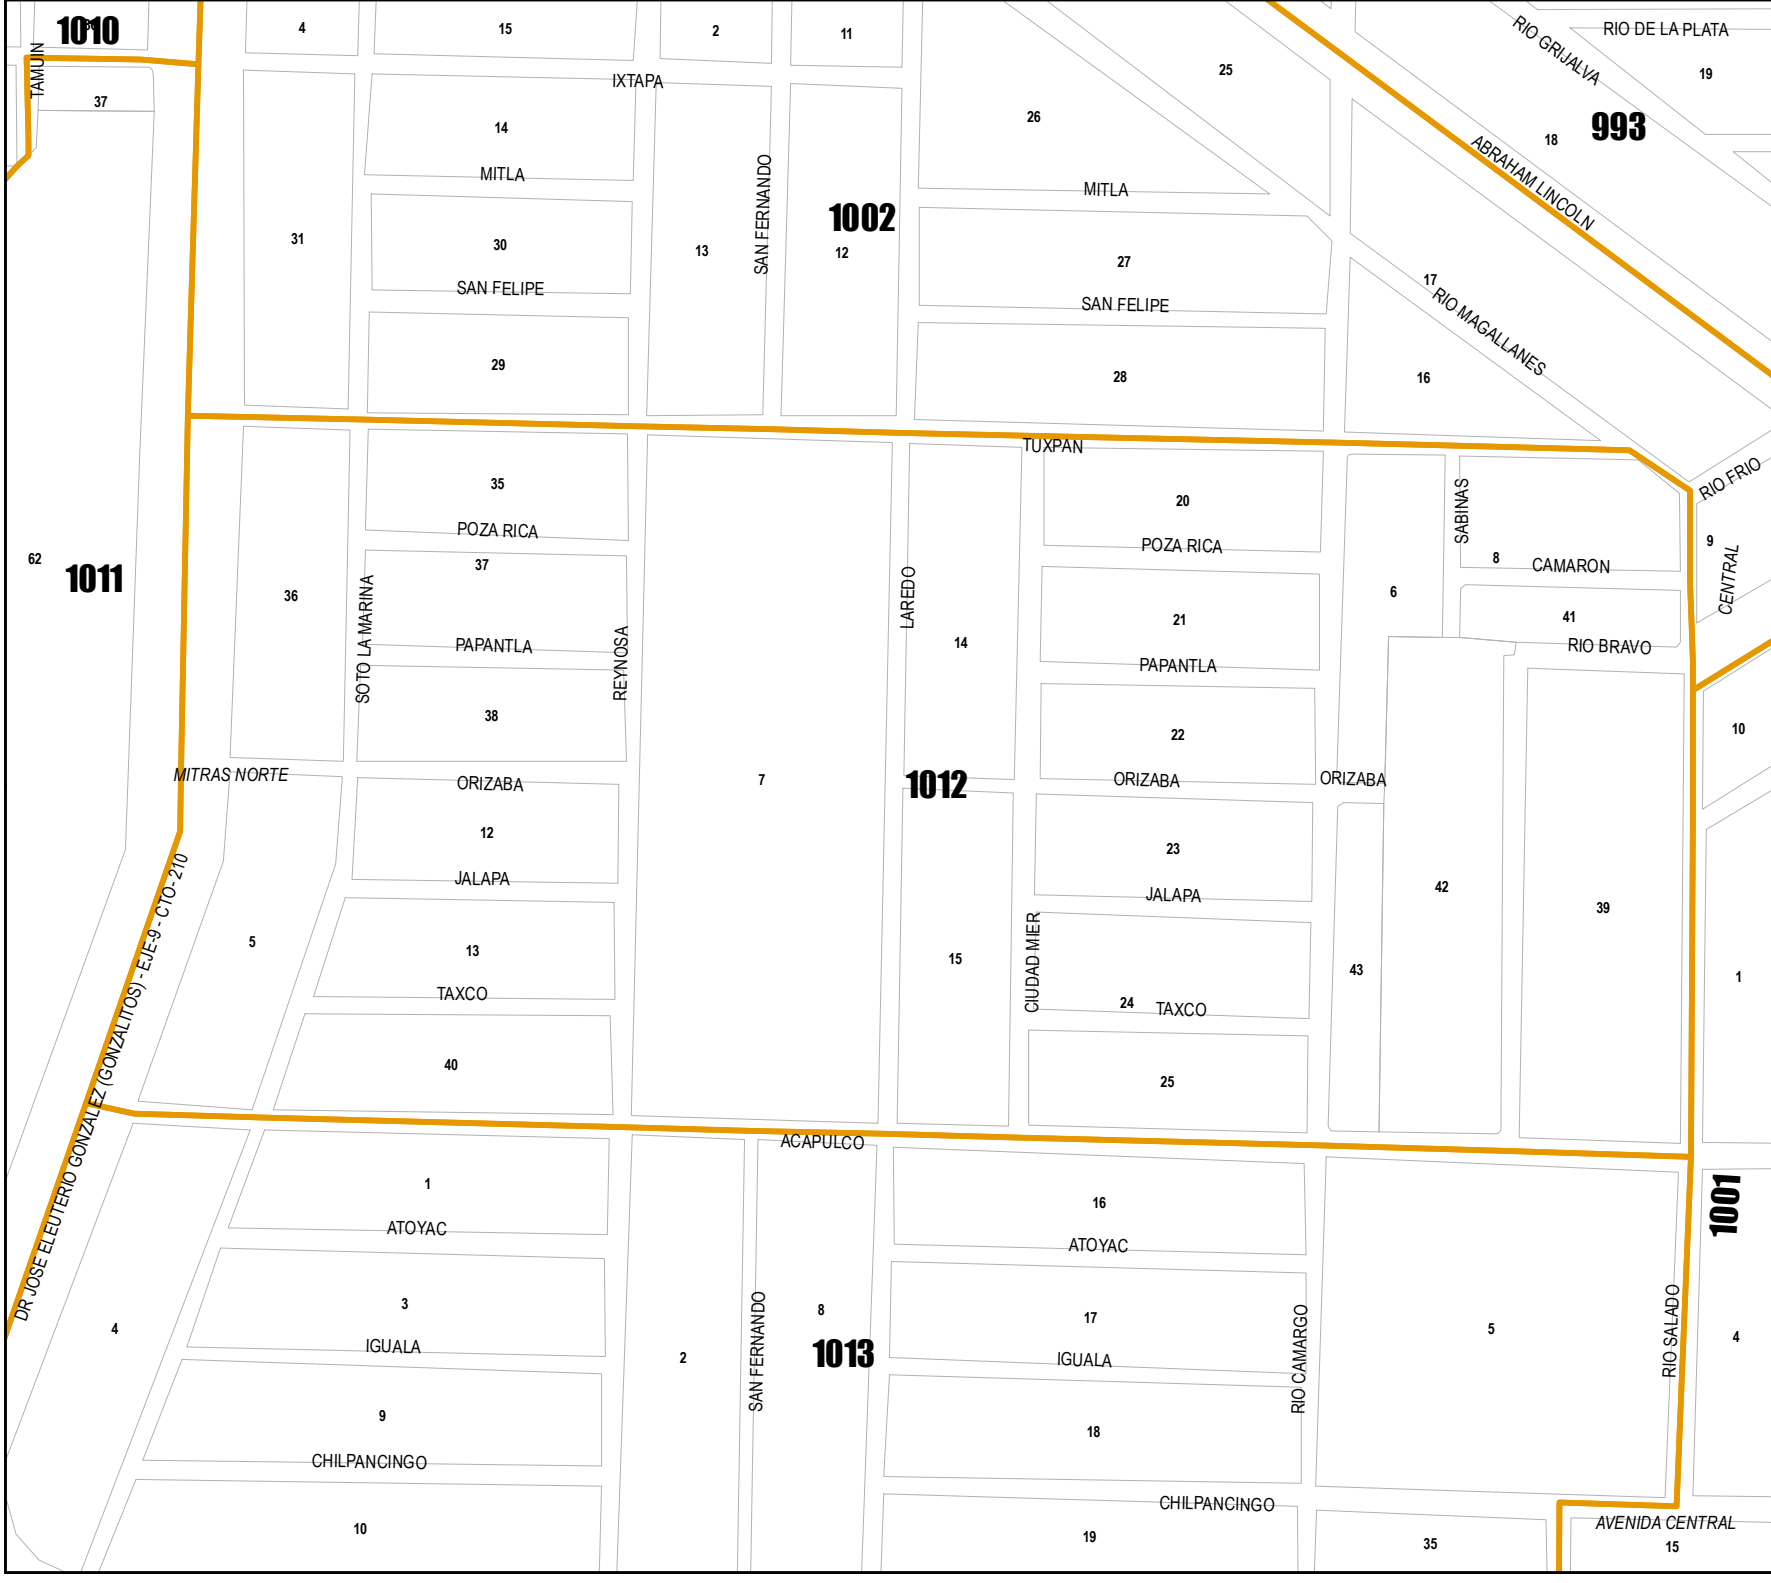 1010
4
15
2
11
RIO GRIJALVA
RIO DE LA PLATA
TAMUIN
37
IXTAPA
25
19
14
26
18
993
ABRAHAM LINCOLN
MITLA
MITLA
SAN FERNANDO
1002
31
30
13
12
27
SAN FELIPE
SAN FELIPE
17
RIO MAGALLANES
29
28
16
TUXPAN
35
20
SABINAS
RIO FRIO
POZA RICA
POZA RICA
9
CENTRAL
62
1011
37
8
CAMARON
36
SOTO LA MARINA
LAREDO
6
41
21
14
PAPANTLA
REYNOSA
PAPANTLA
RIO BRAVO
38
22
10
MITRAS NORTE
ORIZABA
7
1012
ORIZABA
ORIZABA
12
23
JALAPA
JALAPA
42
39
DR JOSE ELEUTERIO GONZALEZ (GONZALITOS) - EJE-9 - CTO- 210
5
13
15
CIUDAD MIER
43
1
TAXCO
24
TAXCO
40
25
ACAPULCO
1
16
1001
ATOYAC
ATOYAC
3
8
17
4
IGUALA
2
SAN FERNANDO
1013
IGUALA
RIO CAMARGO
5
RIO SALADO
4
9
18
CHILPANCINGO
CHILPANCINGO
10
19
35
AVENIDA CENTRAL
15